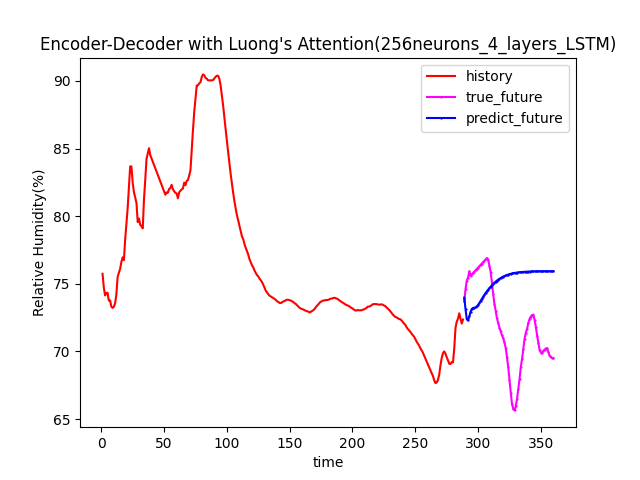 Encoder-Decoder with Luong's Attention(256neurons_4_layers_LSTM)
history
true_future
predict_future
Relative Humidity(%)
90
85
80
75
70
65
0 50 100 150 200 250 300 350
time